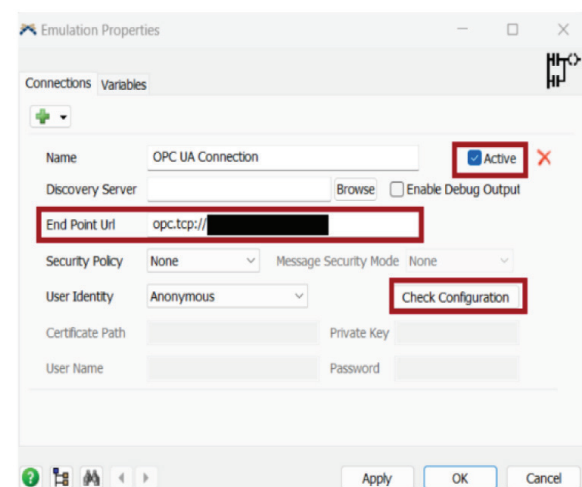 Emulation Properties
Connections Variables
Name OPC UA Connection Active
Discovery Server Browse Enable Debug Output
End Point Url opc.tcp://
Security Policy None Message Security Mode None
User Identity Anonymous Check Configuration
Certificate Path Private Key
User Name Password
Apply OK Cancel